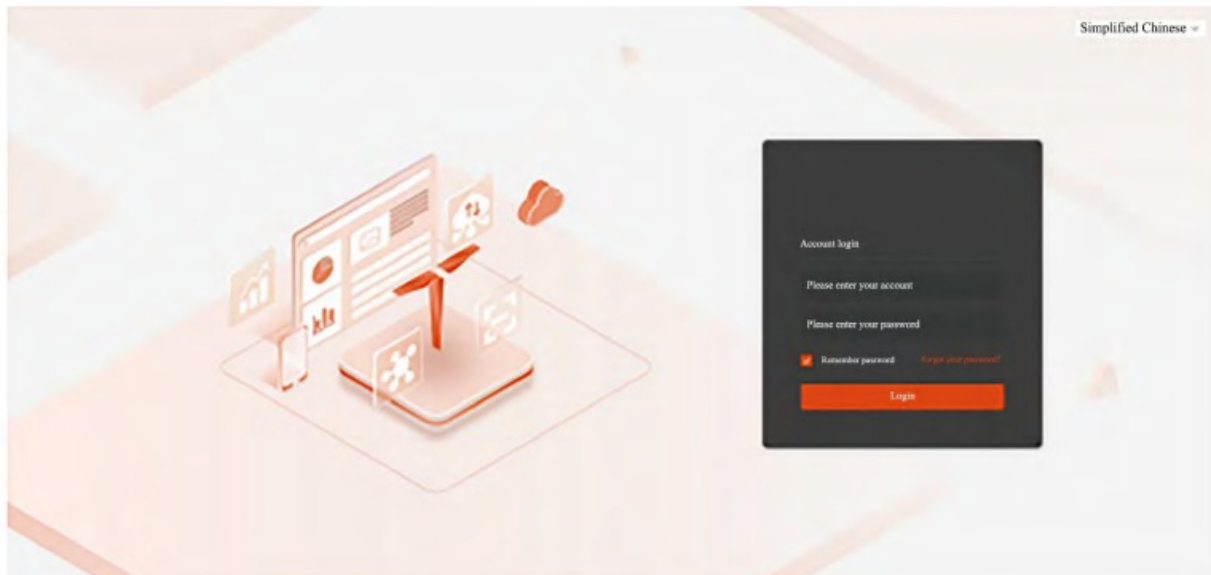 Simplified Chinese
Account login
Please enter your account
Please enter your password
Remember password Forgot your password?
Login